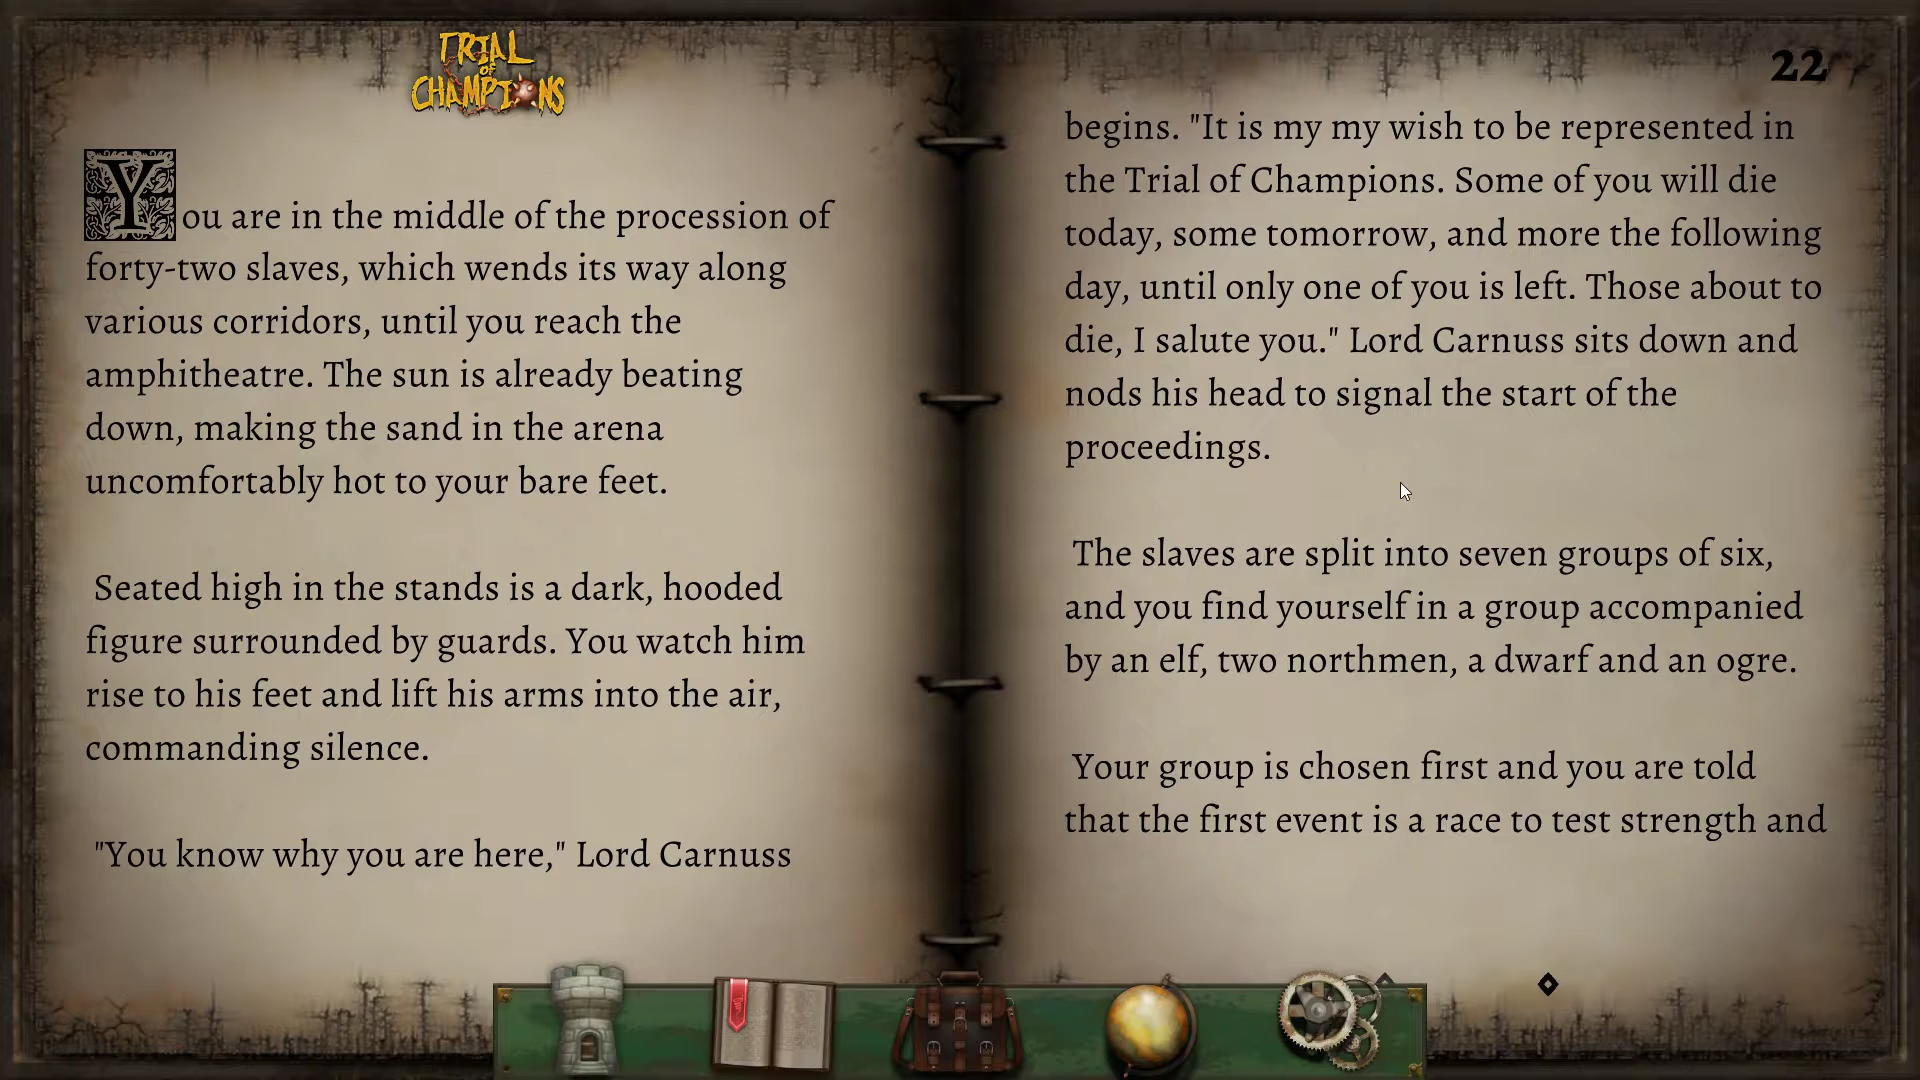 TRIAL
OF
CHAMPIONS
You are in the middle of the procession of
forty-two slaves, which wends its way along
various corridors, until you reach the
amphitheatre. The sun is already beating
down, making the sand in the arena
uncomfortably hot to your bare feet.
Seated high in the stands is a dark, hooded
figure surrounded by guards. You watch him
rise to his feet and lift his arms into the air,
commanding silence.
"You know why you are here," Lord Carnuss
22
begins. "It is my my wish to be represented in
the Trial of Champions. Some of you will die
today, some tomorrow, and more the following
day, until only one of you is left. Those about to
die, I salute you." Lord Carnuss sits down and
nods his head to signal the start of the
proceedings.
The slaves are split into seven groups of six,
and you find yourself in a group accompanied
by an elf, two northmen, a dwarf and an ogre.
Your group is chosen first and you are told
that the first event is a race to test strength and